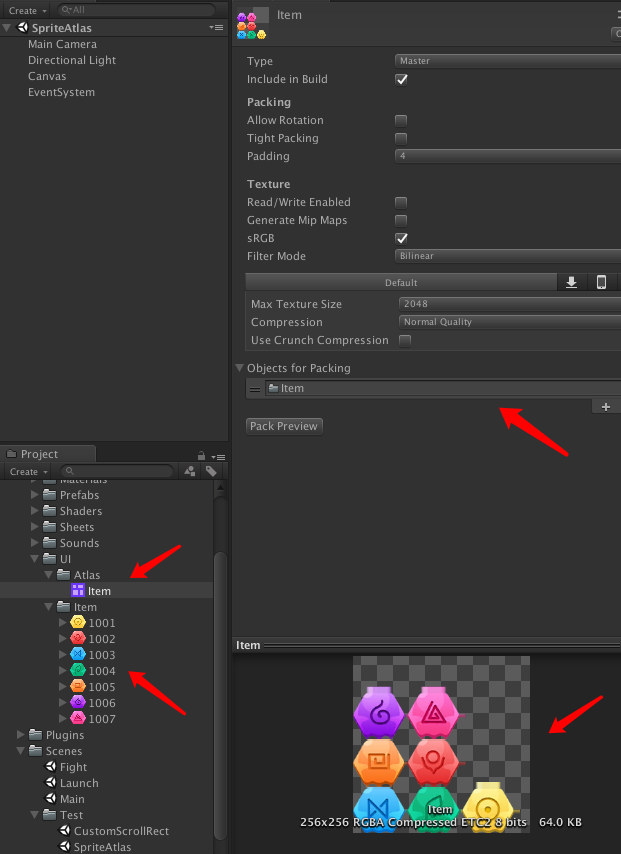 Create
All
SpriteAtlas
Main Camera
Directional Light
Canvas
EventSystem
Project
Create
Prefabs
Shaders
Sheets
Sounds
UI
Atlas
Item
Item
1001
1002
1003
1004
1005
1006
1007
Plugins
Scenes
Fight
Launch
Main
Test
CustomScrollRect
SpriteAtlas
Item
Type Master
Include in Build
Packing
Allow Rotation
Tight Packing
Padding 4
Texture
Read/Write Enabled
Generate Mip Maps
sRGB
Filter Mode Bilinear
Default
Max Texture Size 2048
Compression Normal Quality
Use Crunch Compression
Objects for Packing
Item
Pack Preview
Item
Item
256x256 RGBA Compressed ETC2 8 bits 64.0 KB